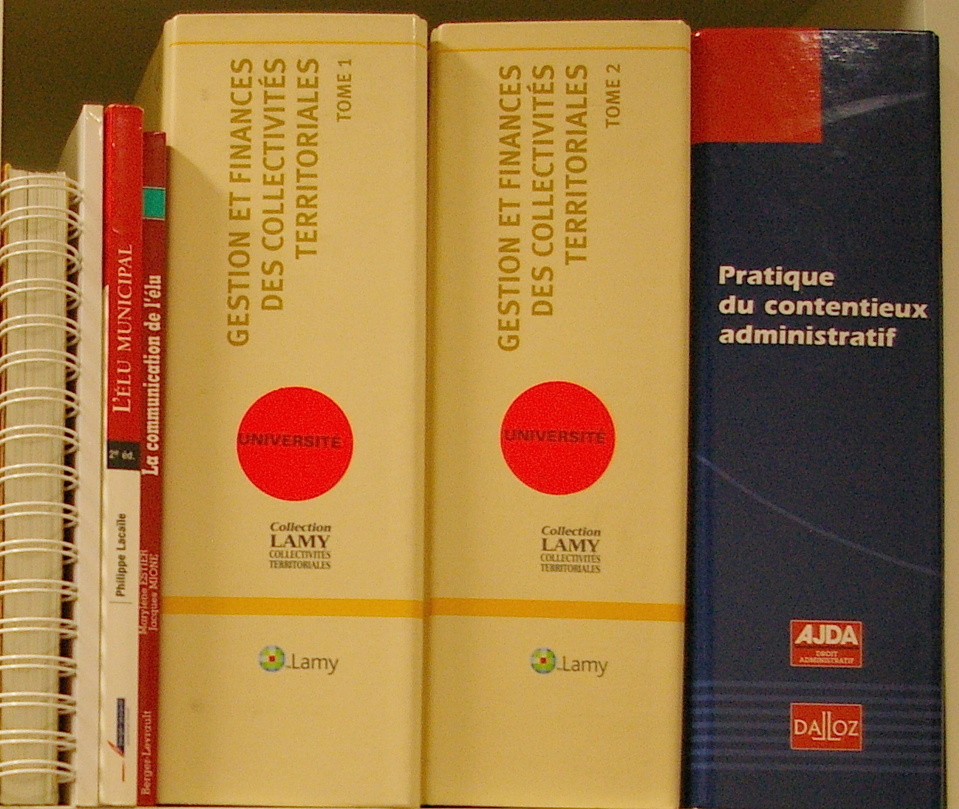 L'ÉLU MUNICIPAL
2e éd.
Philippe Lacaille
La communication de l'élu
Marylène ESTIER
Jacques MIONE
Berger-Levrault
GESTION ET FINANCES
DES COLLECTIVITÉS
TERRITORIALES
TOME 1
UNIVERSITÉ
Collection
LAMY
COLLECTIVITÉS
TERRITORIALES
Lamy
GESTION ET FINANCES
DES COLLECTIVITÉS
TERRITORIALES
TOME 2
UNIVERSITÉ
Collection
LAMY
COLLECTIVITÉS
TERRITORIALES
Lamy
Pratique
du contentieux
administratif
AJDA
DROIT
ADMINISTRATIF
DALLOZ